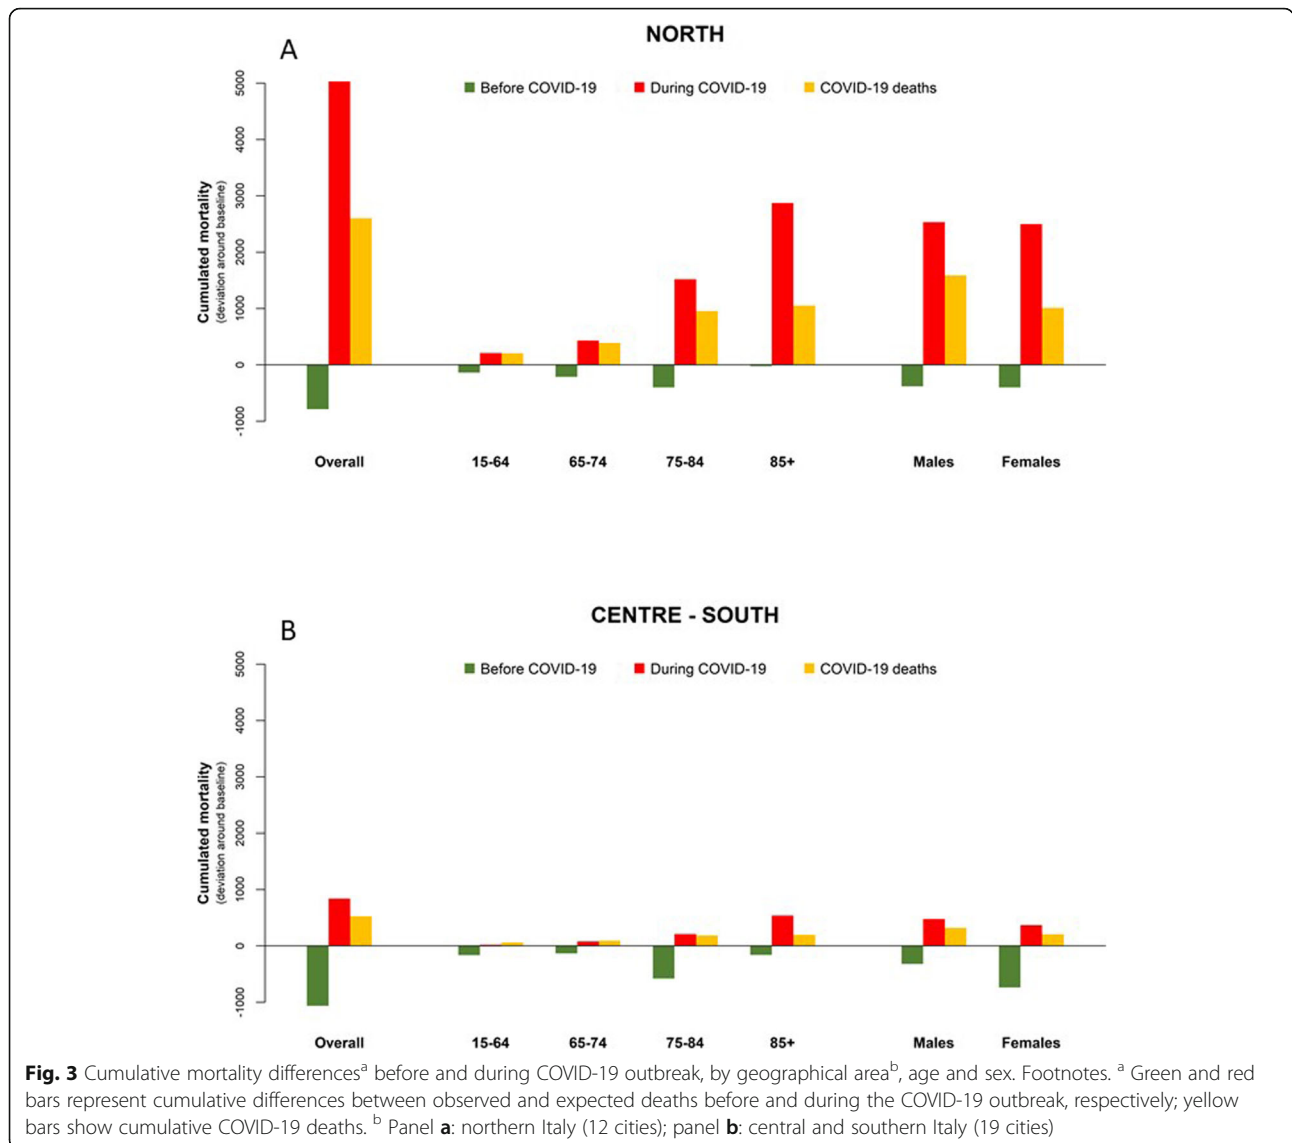 A
NORTH
Before COVID-19 During COVID-19 COVID-19 deaths
Cumulated mortality
(deviation around baseline)
5000
4000
3000
2000
1000
0
-1000
Overall 15-64 65-74 75-84 85+ Males Females
B
CENTRE - SOUTH
Before COVID-19 During COVID-19 COVID-19 deaths
Cumulated mortality
(deviation around baseline)
5000
4000
3000
2000
1000
0
-1000
Overall 15-64 65-74 75-84 85+ Males Females
Fig. 3 Cumulative mortality differencesᵃ before and during COVID-19 outbreak, by geographical areaᵇ, age and sex. Footnotes. ᵃ Green and red
bars represent cumulative differences between observed and expected deaths before and during the COVID-19 outbreak, respectively; yellow
bars show cumulative COVID-19 deaths. ᵇ Panel a: northern Italy (12 cities); panel b: central and southern Italy (19 cities)